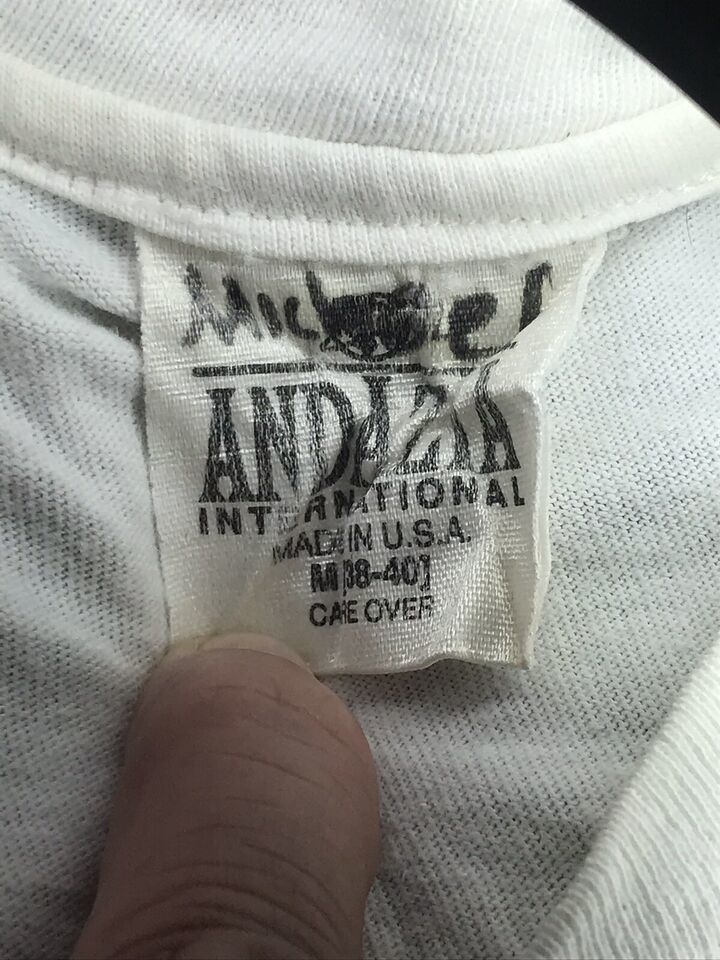 Michael
ANDAZIA
INTERNATIONAL
MADE IN U.S.A.
M [38-40]
CARE OVER